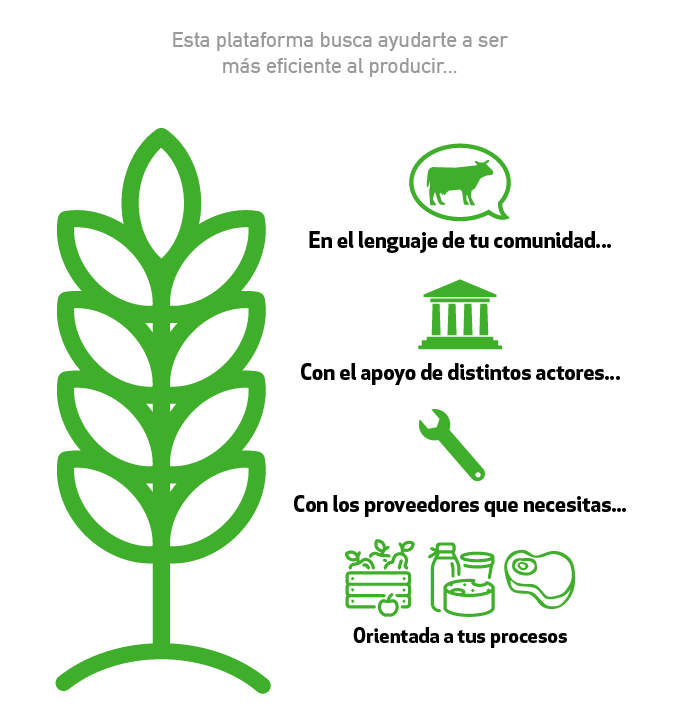 Esta plataforma busca ayudarte a ser
más eficiente al producir...
En el lenguaje de tu comunidad...
Con el apoyo de distintos actores...
Con los proveedores que necesitas...
Orientada a tus procesos